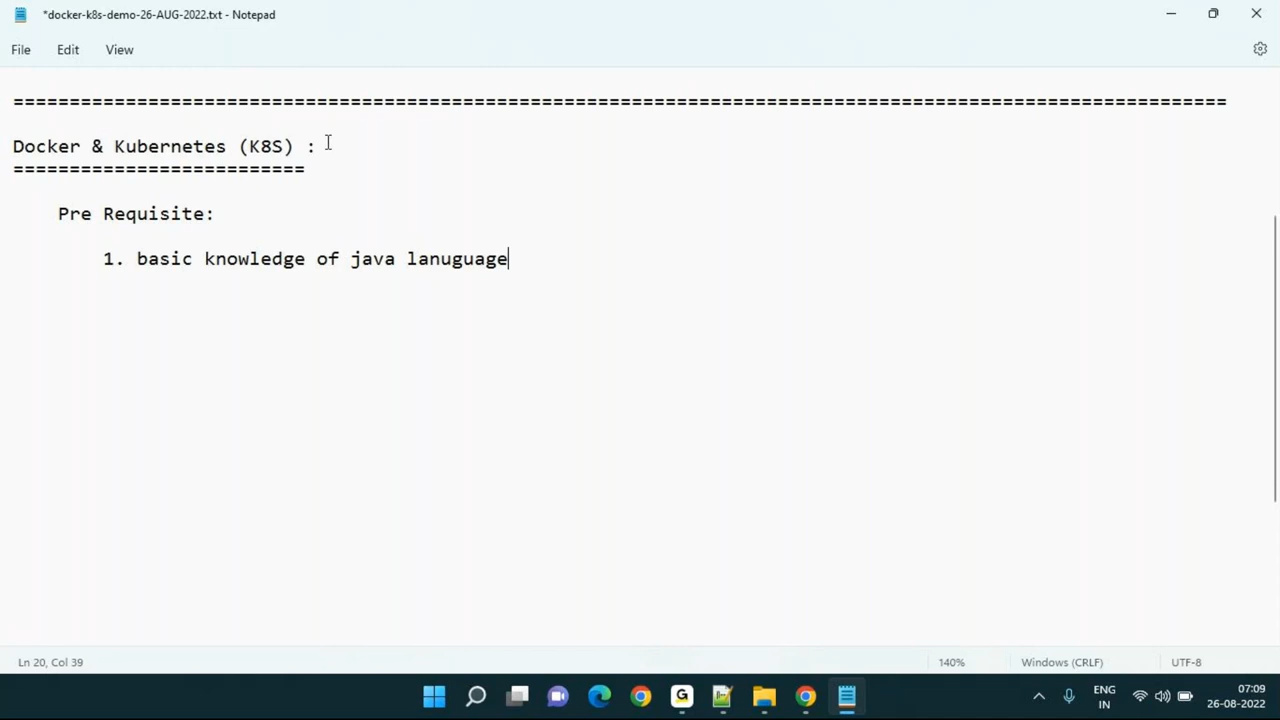 *docker-k8s-demo-26-AUG-2022.txt - Notepad
File Edit View
============================================================================================================
Docker & Kubernetes (K8S) :
==========================
Pre Requisite:
1. basic knowledge of java lanuguage
Ln 20, Col 39 140% Windows (CRLF) UTF-8
G ENG 07:09
IN 26-08-2022